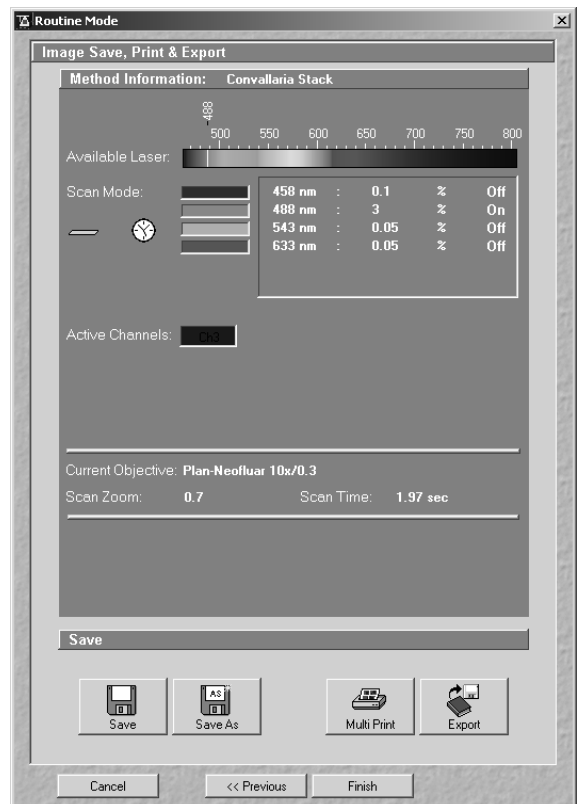 Routine Mode
Image Save, Print & Export
Method Information: Convallaria Stack
488
500 550 600 650 700 750 800
Available Laser:
Scan Mode:
458 nm : 0.1 % Off
488 nm : 3 % On
543 nm : 0.05 % Off
633 nm : 0.05 % Off
Active Channels: Ch3
Current Objective: Plan-Neofluar 10x/0.3
Scan Zoom: 0.7 Scan Time: 1.97 sec
Save
AS
Save Save As Multi Print Export
Cancel << Previous Finish